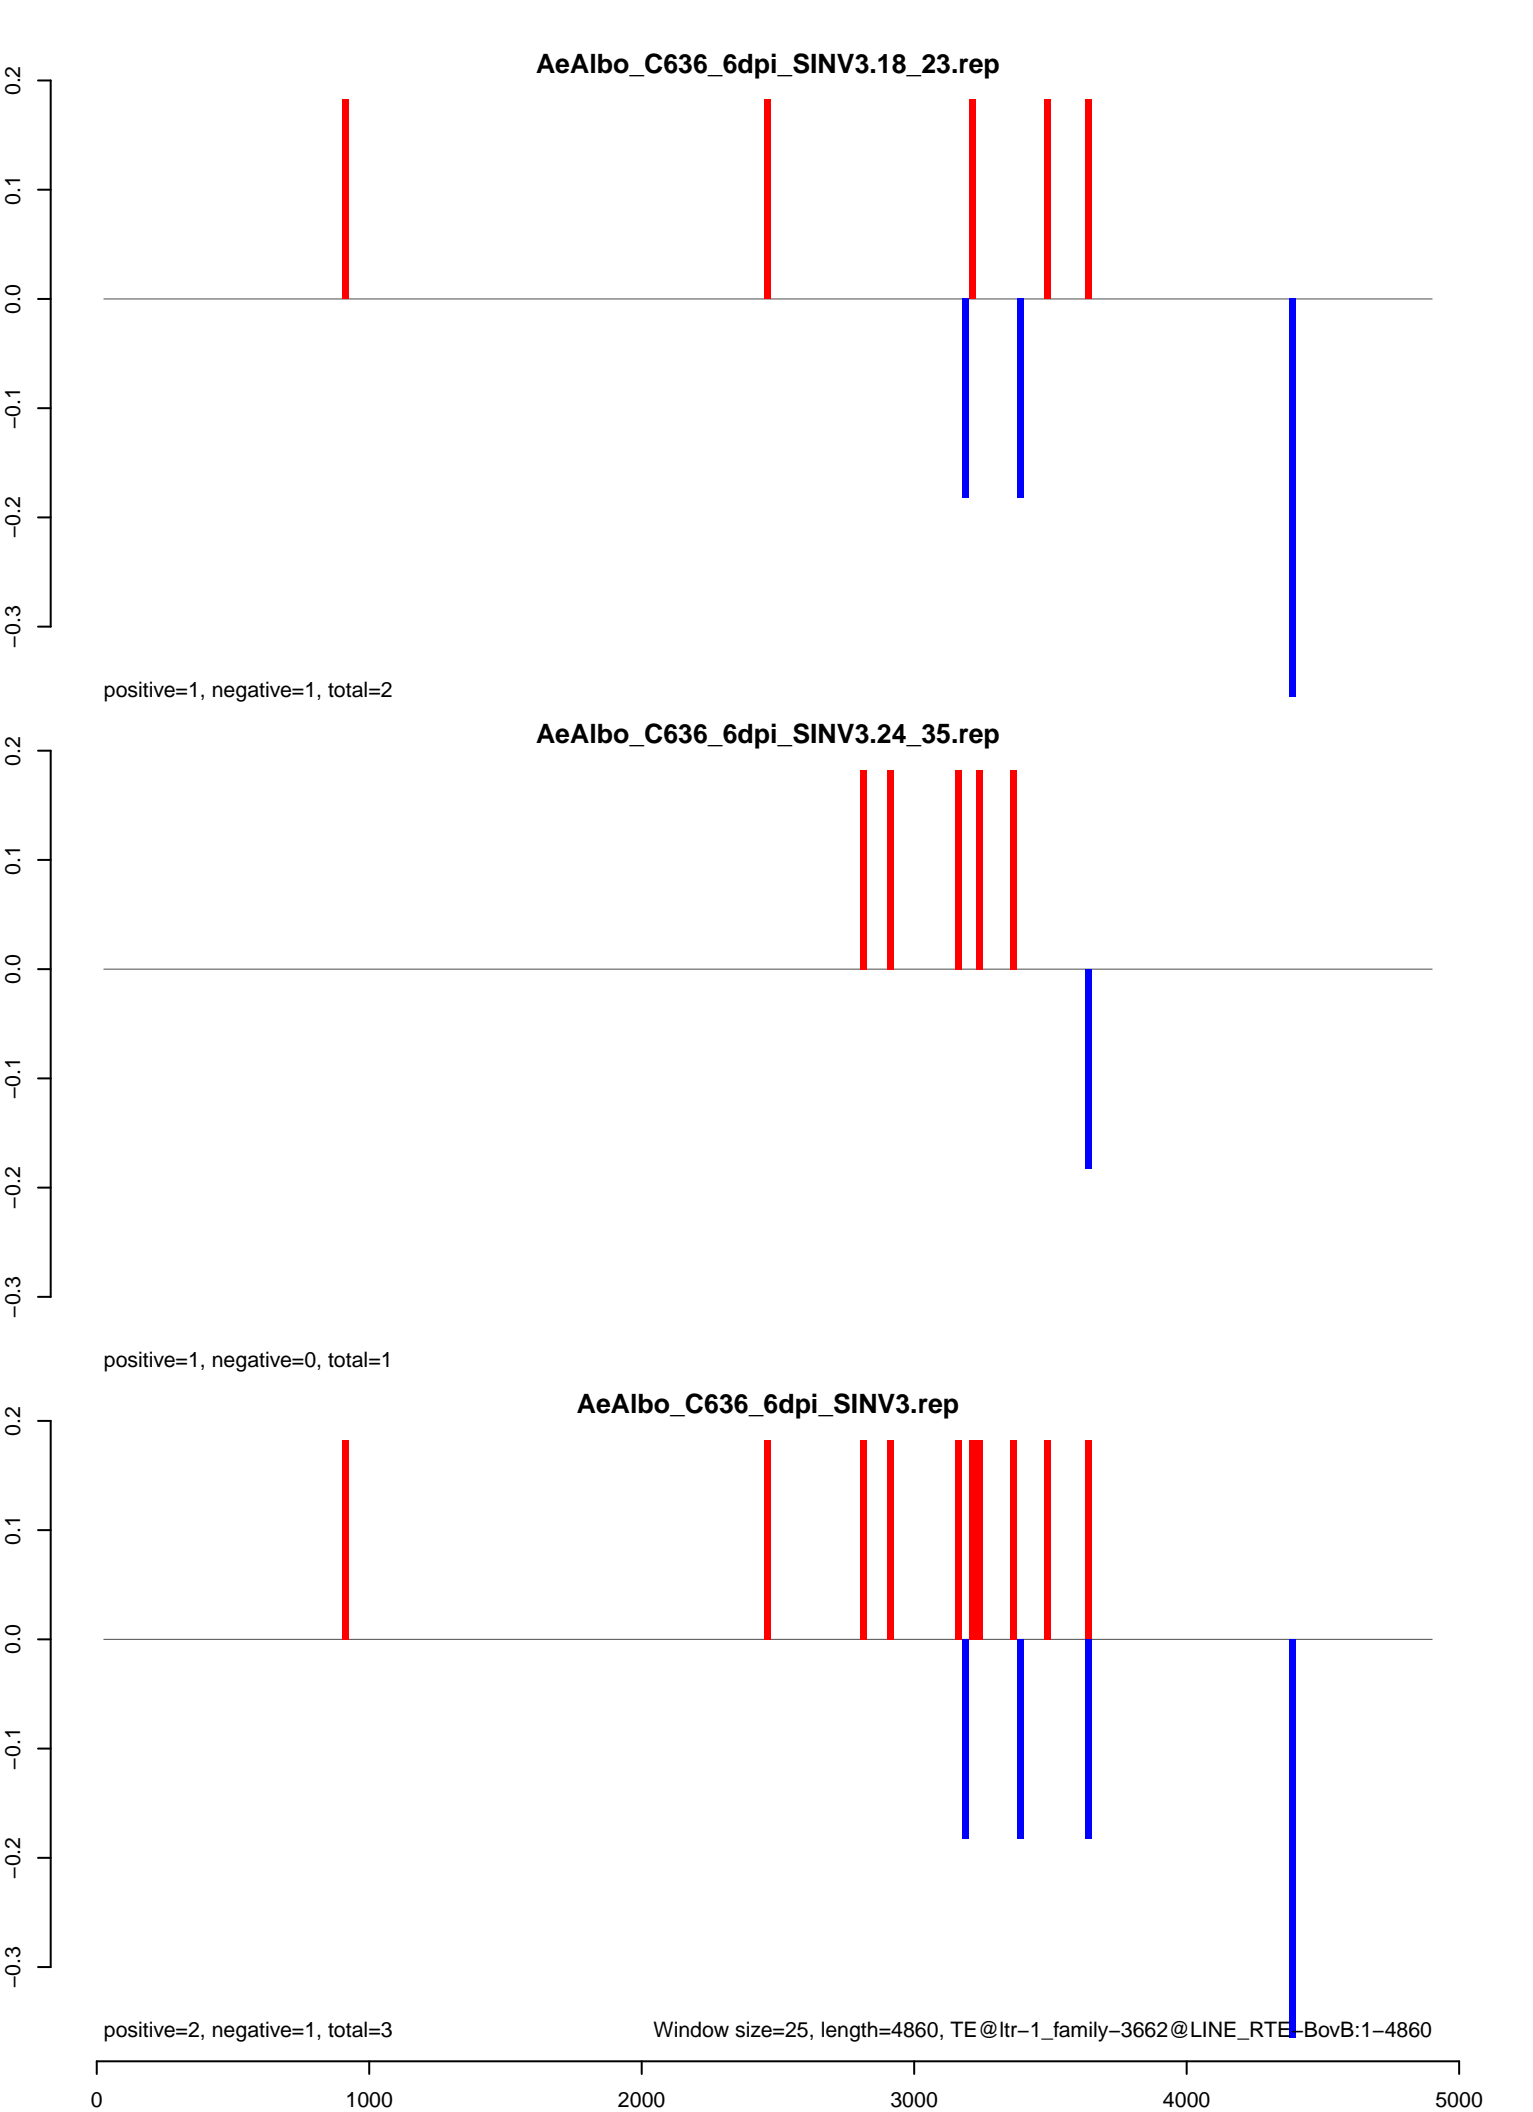 AeAlbo_C636_6dpi_SINV3.18_23.rep
0.2
0.1
0.0
−0.1
−0.2
−0.3
positive=1, negative=1, total=2
AeAlbo_C636_6dpi_SINV3.24_35.rep
0.2
0.1
0.0
−0.1
−0.2
−0.3
positive=1, negative=0, total=1
AeAlbo_C636_6dpi_SINV3.rep
0.2
0.1
0.0
−0.1
−0.2
−0.3
positive=2, negative=1, total=3
Window size=25, length=4860, TE@ltr−1_family−3662@LINE_RTE−BovB:1−4860
0 1000 2000 3000 4000 5000